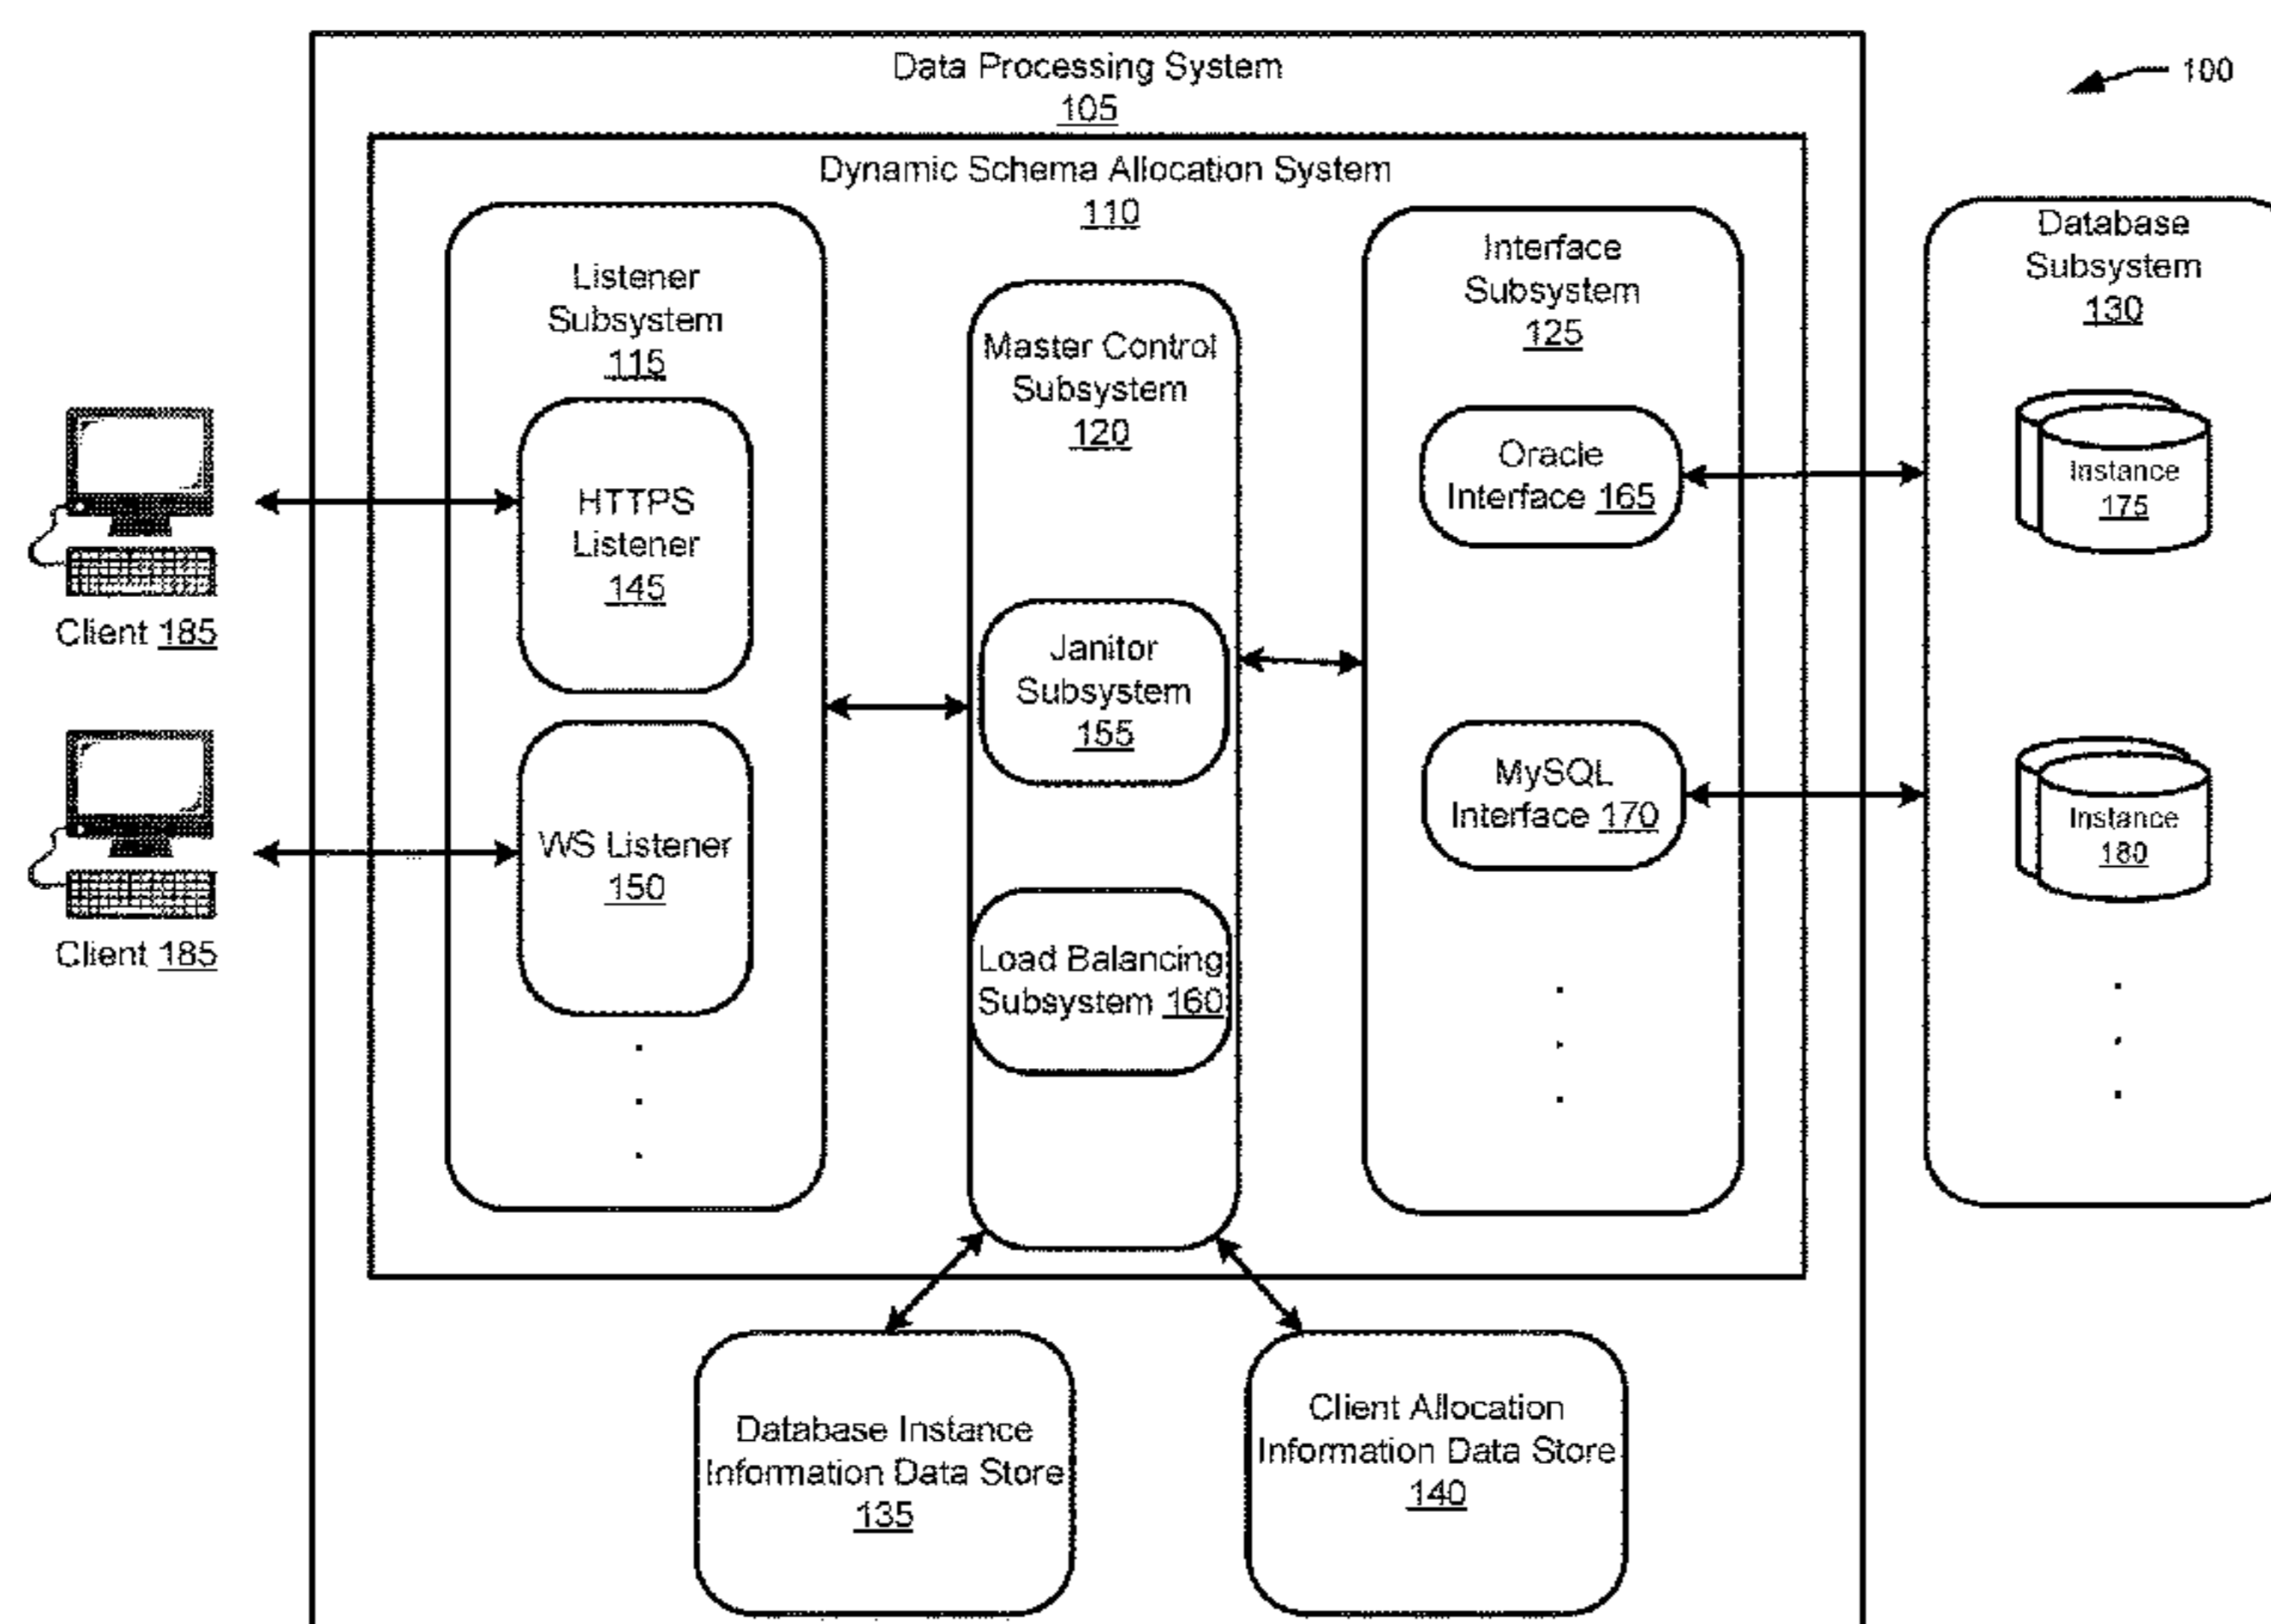 Data Processing System
105
100
Dynamic Schema Allocation System
110
Listener
Subsystem
115
HTTPS
Listener
145
WS Listener
150
Master Control
Subsystem
120
Janitor
Subsystem
155
Load Balancing
Subsystem 160
Interface
Subsystem
125
Oracle
Interface 165
MySQL
Interface 170
Database
Subsystem
130
Instance
175
Instance
180
Client 185
Client 185
Database Instance
Information Data Store
135
Client Allocation
Information Data Store
140